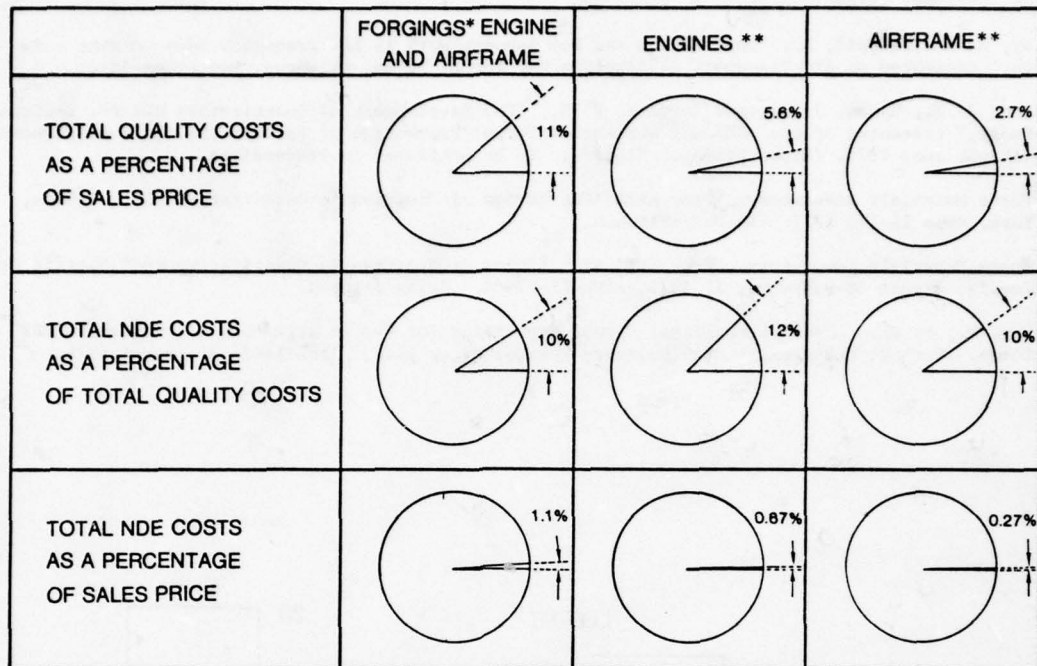 FORGINGS* ENGINE
AND AIRFRAME
ENGINES **
AIRFRAME**
TOTAL QUALITY COSTS
AS A PERCENTAGE
OF SALES PRICE
11%
5.6%
2.7%
TOTAL NDE COSTS
AS A PERCENTAGE
OF TOTAL QUALITY COSTS
10%
12%
10%
TOTAL NDE COSTS
AS A PERCENTAGE
OF SALES PRICE
1.1%
0.67%
0.27%